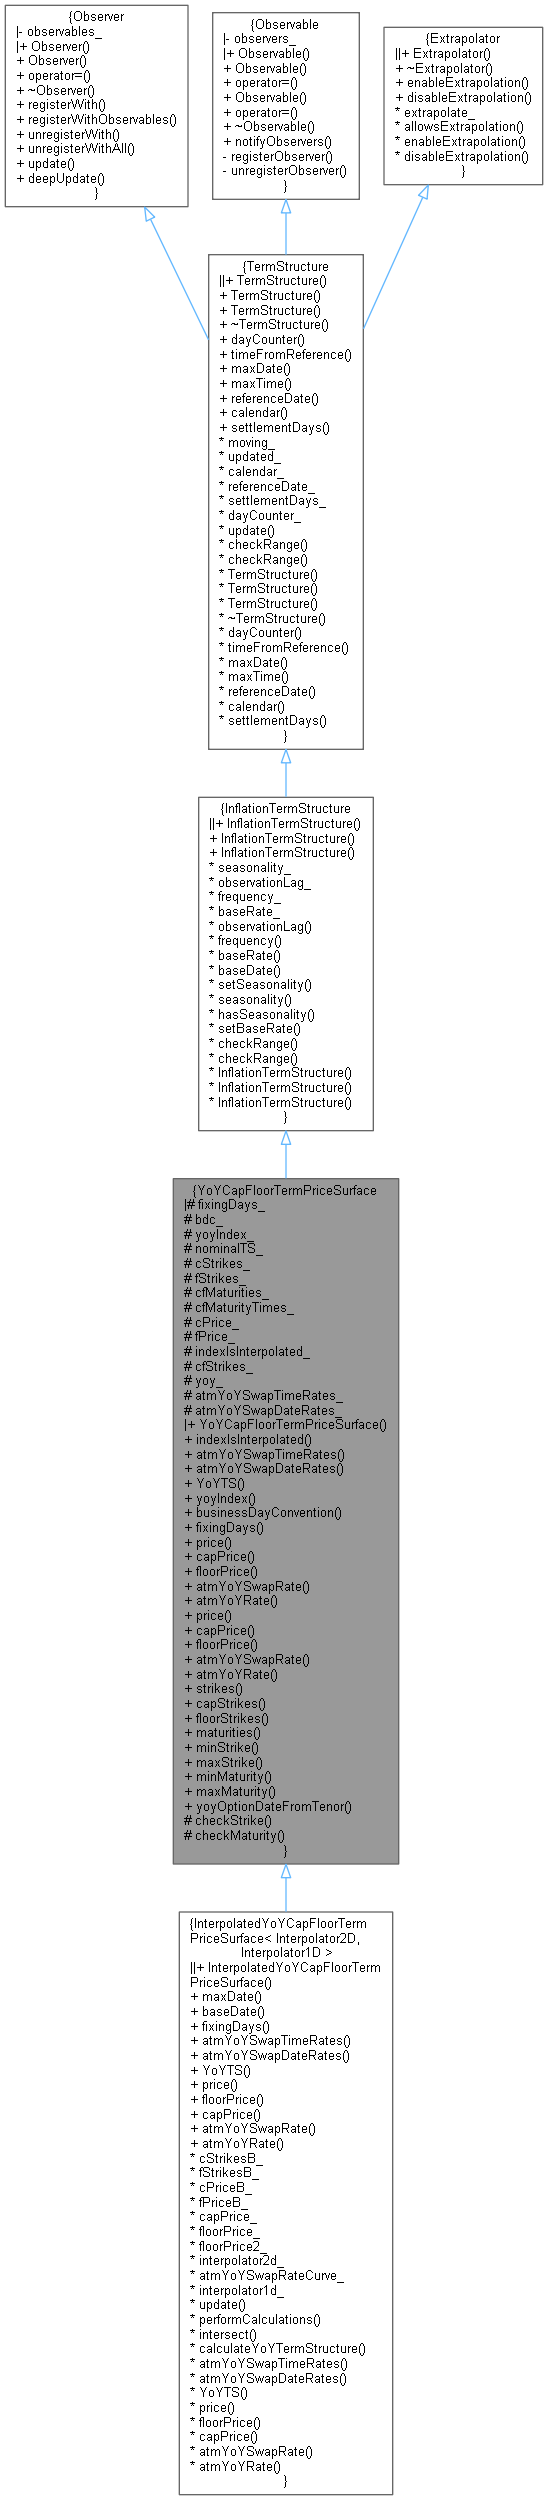 {Observer
|- observables_
|+ Observer()
+ Observer()
+ operator=()
+ ~Observer()
+ registerWith()
+ registerWithObservables()
+ unregisterWith()
+ unregisterWithAll()
+ update()
+ deepUpdate()
}
{Observable
|- observers_
|+ Observable()
+ Observable()
+ operator=()
+ Observable()
+ operator=()
+ ~Observable()
+ notifyObservers()
- registerObserver()
- unregisterObserver()
}
{Extrapolator
||+ Extrapolator()
+ ~Extrapolator()
+ enableExtrapolation()
+ disableExtrapolation()
* extrapolate_
* allowsExtrapolation()
* enableExtrapolation()
* disableExtrapolation()
}
{TermStructure
||+ TermStructure()
+ TermStructure()
+ TermStructure()
+ ~TermStructure()
+ dayCounter()
+ timeFromReference()
+ maxDate()
+ maxTime()
+ referenceDate()
+ calendar()
+ settlementDays()
* moving_
* updated_
* calendar_
* referenceDate_
* settlementDays_
* dayCounter_
* update()
* checkRange()
* checkRange()
* TermStructure()
* TermStructure()
* TermStructure()
* ~TermStructure()
* dayCounter()
* timeFromReference()
* maxDate()
* maxTime()
* referenceDate()
* calendar()
* settlementDays()
}
{InflationTermStructure
||+ InflationTermStructure()
+ InflationTermStructure()
+ InflationTermStructure()
* seasonality_
* observationLag_
* frequency_
* baseRate_
* observationLag()
* frequency()
* baseRate()
* baseDate()
* setSeasonality()
* seasonality()
* hasSeasonality()
* setBaseRate()
* checkRange()
* checkRange()
* InflationTermStructure()
* InflationTermStructure()
* InflationTermStructure()
}
{YoYCapFloorTermPriceSurface
|# fixingDays_
# bdc_
# yoyIndex_
# nominalTS_
# cStrikes_
# fStrikes_
# cfMaturities_
# cfMaturityTimes_
# cPrice_
# fPrice_
# indexIsInterpolated_
# cfStrikes_
# yoy_
# atmYoYSwapTimeRates_
# atmYoYSwapDateRates_
|+ YoYCapFloorTermPriceSurface()
+ indexIsInterpolated()
+ atmYoYSwapTimeRates()
+ atmYoYSwapDateRates()
+ YoYTS()
+ yoyIndex()
+ businessDayConvention()
+ fixingDays()
+ price()
+ capPrice()
+ floorPrice()
+ atmYoYSwapRate()
+ atmYoYRate()
+ price()
+ capPrice()
+ floorPrice()
+ atmYoYSwapRate()
+ atmYoYRate()
+ strikes()
+ capStrikes()
+ floorStrikes()
+ maturities()
+ minStrike()
+ maxStrike()
+ minMaturity()
+ maxMaturity()
+ yoyOptionDateFromTenor()
# checkStrike()
# checkMaturity()
}
{InterpolatedYoYCapFloorTerm
PriceSurface< Interpolator2D,
Interpolator1D >
||+ InterpolatedYoYCapFloorTerm
PriceSurface()
+ maxDate()
+ baseDate()
+ fixingDays()
+ atmYoYSwapTimeRates()
+ atmYoYSwapDateRates()
+ YoYTS()
+ price()
+ floorPrice()
+ capPrice()
+ atmYoYSwapRate()
+ atmYoYRate()
* cStrikesB_
* fStrikesB_
* cPriceB_
* fPriceB_
* capPrice_
* floorPrice_
* floorPrice2_
* interpolator2d_
* atmYoYSwapRateCurve_
* interpolator1d_
* update()
* performCalculations()
* intersect()
* calculateYoYTermStructure()
* atmYoYSwapTimeRates()
* atmYoYSwapDateRates()
* YoYTS()
* price()
* floorPrice()
* capPrice()
* atmYoYSwapRate()
* atmYoYRate()
}